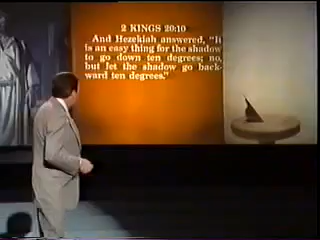 2 KINGS 20:10
And Hezekiah answered, "It
is an easy thing for the shadow
to go down ten degrees; no,
but let the shadow go back-
ward ten degrees."